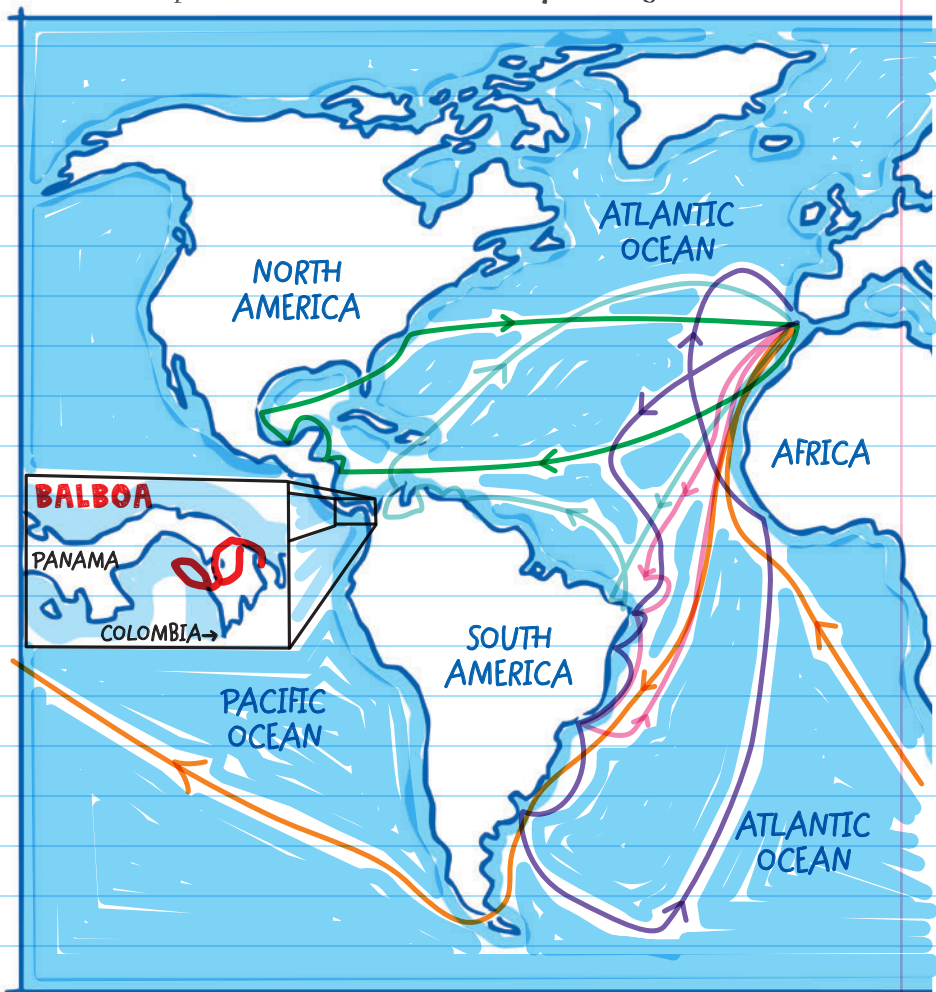 ATLANTIC
OCEAN
NORTH
AMERICA
AFRICA
BALBOA
PANAMA
COLOMBIA→
SOUTH
AMERICA
PACIFIC
OCEAN
ATLANTIC
OCEAN